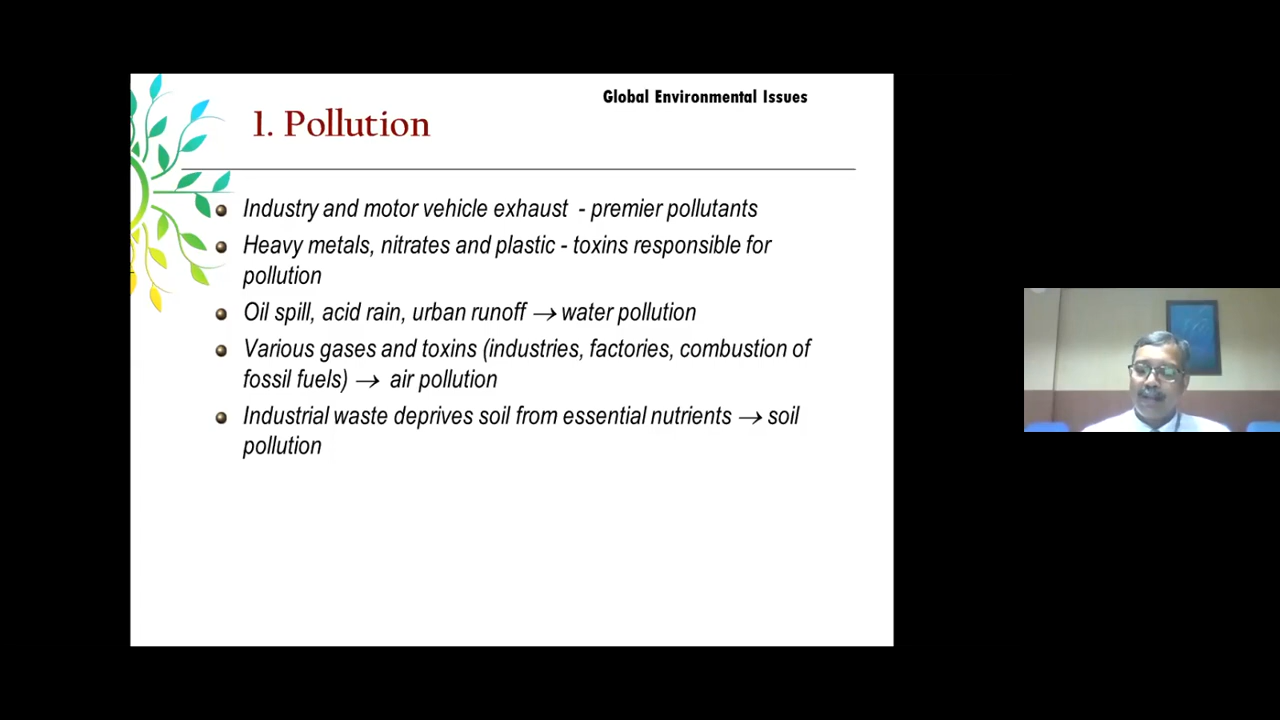 Global Environmental Issues
1. Pollution
Industry and motor vehicle exhaust - premier pollutants
Heavy metals, nitrates and plastic - toxins responsible for
pollution
Oil spill, acid rain, urban runoff → water pollution
Various gases and toxins (industries, factories, combustion of
fossil fuels) → air pollution
Industrial waste deprives soil from essential nutrients → soil
pollution